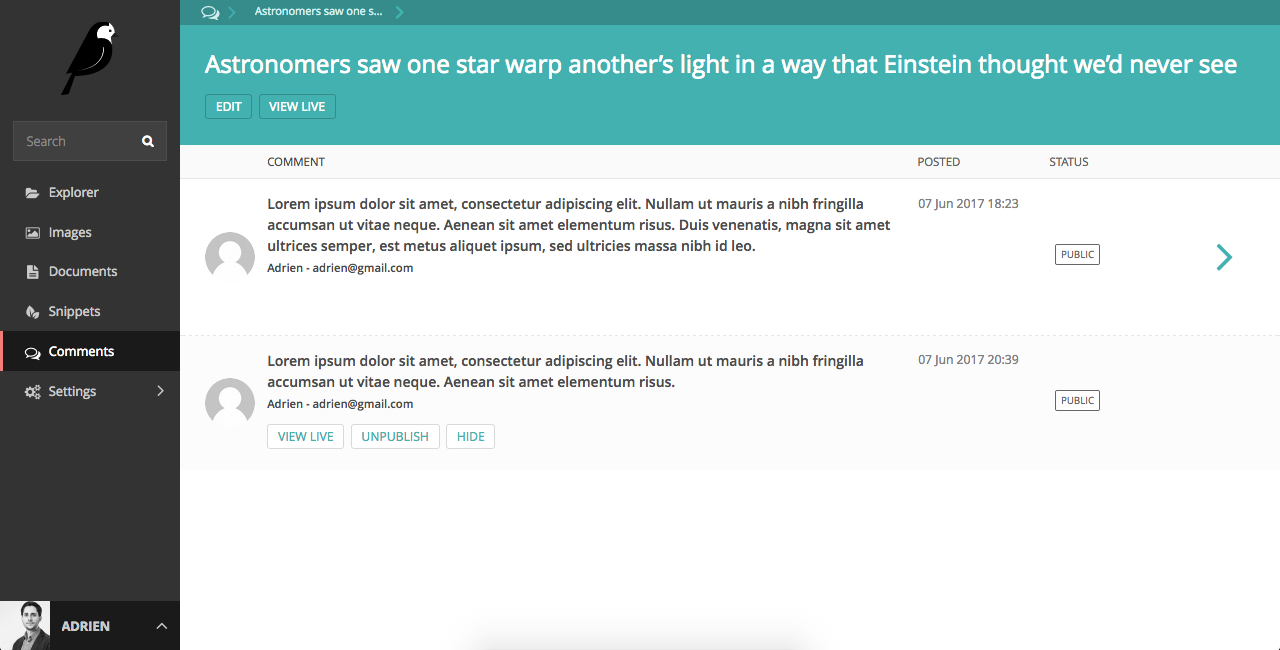 Astronomers saw one s...
Astronomers saw one star warp another’s light in a way that Einstein thought we’d never see
EDIT VIEW LIVE
Search
Explorer
Images
Documents
Snippets
Comments
Settings
ADRIEN
COMMENT POSTED STATUS
Lorem ipsum dolor sit amet, consectetur adipiscing elit. Nullam ut mauris a nibh fringilla
accumsan ut vitae neque. Aenean sit amet elementum risus. Duis venenatis, magna sit amet
ultrices semper, est metus aliquet ipsum, sed ultricies massa nibh id leo.
Adrien - adrien@gmail.com
07 Jun 2017 18:23
PUBLIC
Lorem ipsum dolor sit amet, consectetur adipiscing elit. Nullam ut mauris a nibh fringilla
accumsan ut vitae neque. Aenean sit amet elementum risus.
Adrien - adrien@gmail.com
VIEW LIVE UNPUBLISH HIDE
07 Jun 2017 20:39
PUBLIC